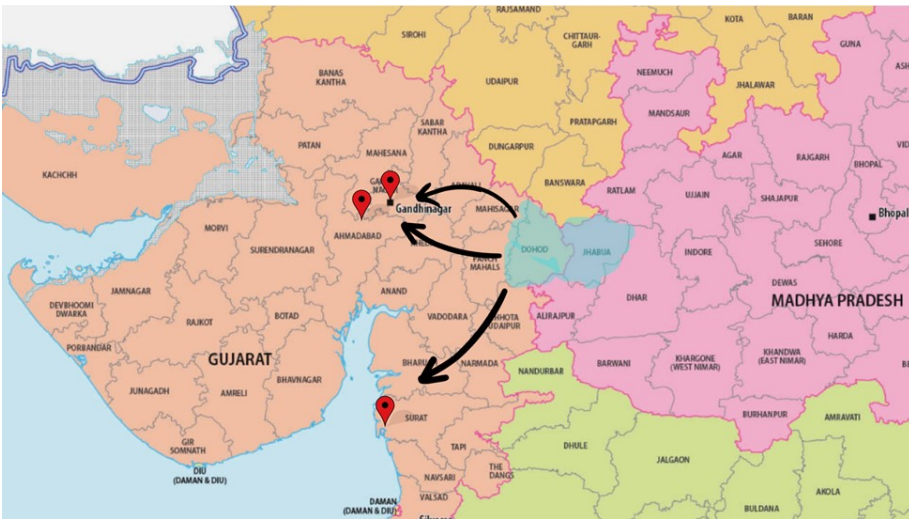 RAJSAMAND
KOTA
BARAN
SIROHI
CHITTAUR-
GARH
GUNA
BANAS
KANTHA
UDAIPUR
NEEMUCH
JHALAWAR
MANDSAUR
PRATAPGARH
SABAR
KANTHA
PATAN
MAHESANA
DUNGARPUR
AGAR
RAJGARH
BHOPAL
KACHCHH
BANSWARA
RATLAM
UJJAIN
SHAJAPUR
Gandhinagar
MAHISAGAR
Bhopal
MORVI
AHMADABAD
SURENDRANAGAR
DOHOD
JHABUA
INDORE
SEHORE
PANCH
MAHALS
DEWAS
JAMNAGAR
ANAND
DHAR
MADHYA PRADESH
DEVBHOOMI
DWARKA
RAJKOT
BOTAD
VADODARA
ALIRAJPUR
HARDA
PORBANDAR
GUJARAT
BHARU
NARMADA
BARWANI
KHARGONE
(WEST NIMAR)
KHANDWA
(EAST NIMAR)
NANDURBAR
JUNAGADH
AMRELI
BHAVNAGAR
SURAT
BURHANPUR
AMRAVATI
GIR
SOMNATH
TAPI
DHULE
JALGAON
DIU
(DAMAN & DIU)
NAVSARI
THE
DANGS
AKOLA
DAMAN
(DAMAN & DIU)
VALSAD
BULDANA